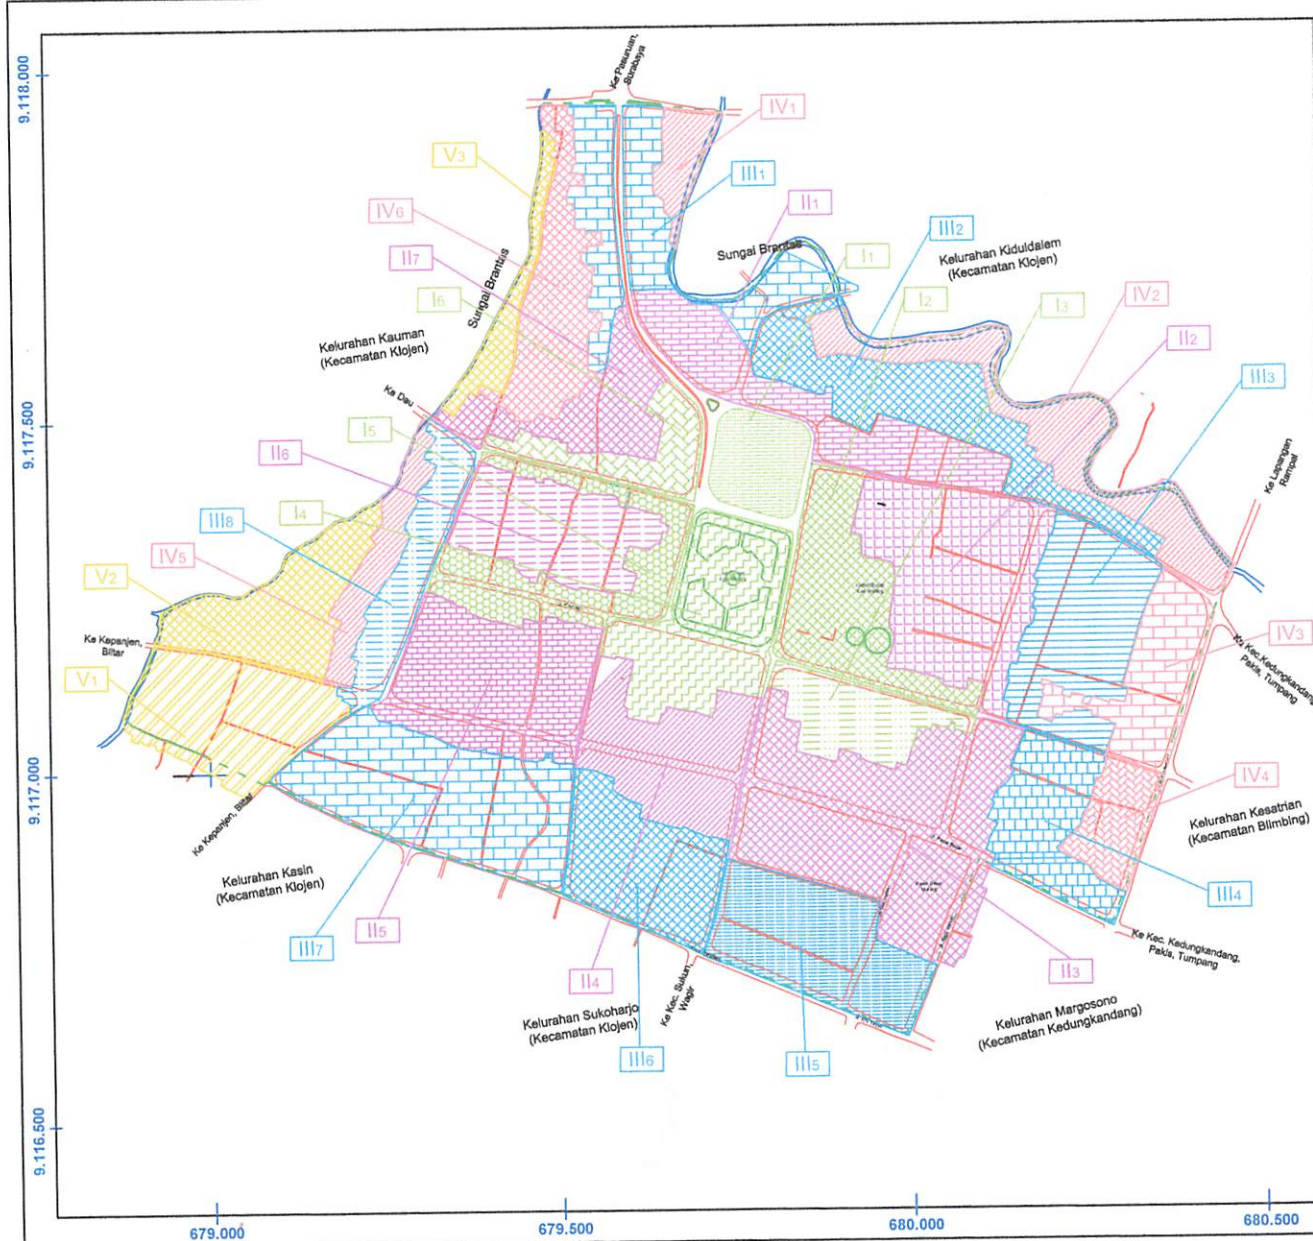 9.118.000
9.117.500
9.117.000
9.116.500
679.000
679.500
680.000
680.500
Ke Pasuruan,
Surabaya
IV1
V3
III1
IV6
II1
III2
Sungai Brantas
Kelurahan Kiduldalem
(Kecamatan Klojen)
II7
I1
I6
I2
I3
IV2
Sungai Brantas
Kelurahan Kauman
(Kecamatan Klojen)
II2
III3
Ke Dau
I5
II6
Ke Lapangan
Rampal
I4
III8
IV5
V2
Ke Kepanjen,
Blitar
IV3
Ke Kec. Kedungkandang,
Pakis, Tumpang
V1
IV4
Ke Kepanjen, Blitar
Kelurahan Kesatrian
(Kecamatan Blimbing)
Kelurahan Kasin
(Kecamatan Klojen)
III4
II5
III7
Ke Kec. Kedungkandang,
Pakis, Tumpang
II4
II3
Ke Kec. Sukun,
Wagir
Kelurahan Sukoharjo
(Kecamatan Klojen)
Kelurahan Margosono
(Kecamatan Kedungkandang)
III6
III5